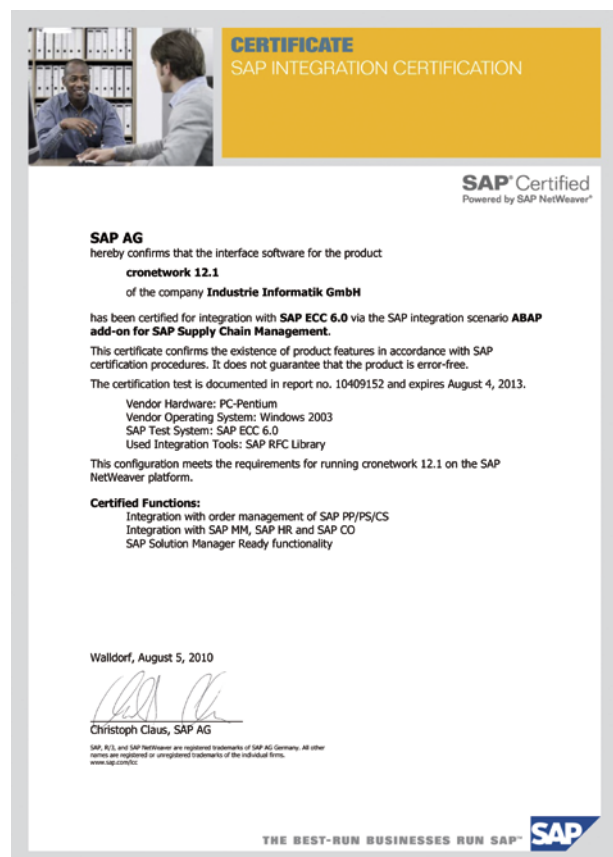 CERTIFICATE
SAP INTEGRATION CERTIFICATION
SAP® Certified
Powered by SAP NetWeaver®
SAP AG
hereby confirms that the interface software for the product
cronetwork 12.1
of the company Industrie Informatik GmbH
has been certified for integration with SAP ECC 6.0 via the SAP integration scenario ABAP
add-on for SAP Supply Chain Management.
This certificate confirms the existence of product features in accordance with SAP
certification procedures. It does not guarantee that the product is error-free.
The certification test is documented in report no. 10409152 and expires August 4, 2013.
Vendor Hardware: PC-Pentium
Vendor Operating System: Windows 2003
SAP Test System: SAP ECC 6.0
Used Integration Tools: SAP RFC Library
This configuration meets the requirements for running cronetwork 12.1 on the SAP
NetWeaver platform.
Certified Functions:
Integration with order management of SAP PP/PS/CS
Integration with SAP MM, SAP HR and SAP CO
SAP Solution Manager Ready functionality
Walldorf, August 5, 2010
Christoph Claus, SAP AG
SAP, R/3, and SAP NetWeaver are registered trademarks of SAP AG Germany. All other
names are registered or unregistered trademarks of the individual firms.
www.sap.com/icc
THE BEST-RUN BUSINESSES RUN SAP™
SAP